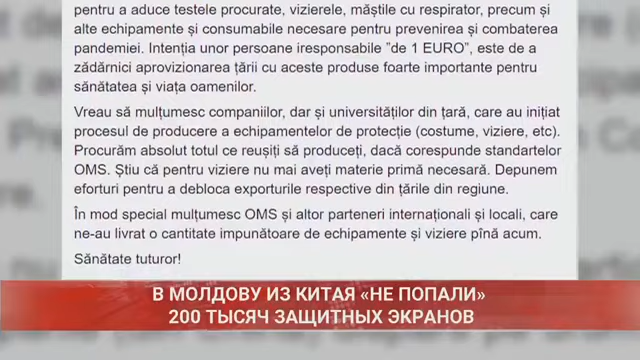 pentru a aduce testele procurate, vizierele, măștile cu respirator, precum și
alte echipamente și consumabile necesare pentru prevenirea și combaterea
pandemiei. Intenția unor persoane iresponsabile ”de 1 EURO”, este de a
zădărnici aprovizionarea țării cu aceste produse foarte importante pentru
sănătatea și viața oamenilor.
Vreau să mulțumesc companiilor, dar și universităților din țară, care au inițiat
procesul de producere a echipamentelor de protecție (costume, viziere, etc).
Procurăm absolut totul ce reușiți să produceți, dacă corespunde standartelor
OMS. Știu că pentru viziere nu mai aveți materie primă necesară. Depunem
eforturi pentru a debloca exporturile respective din țările din regiune.
În mod special mulțumesc OMS și altor parteneri internaționali și locali, care
ne-au livrat o cantitate impunătoare de echipamente și viziere pînă acum.
Sănătate tuturor!
В МОЛДОВУ ИЗ КИТАЯ «НЕ ПОПАЛИ»
200 ТЫСЯЧ ЗАЩИТНЫХ ЭКРАНОВ